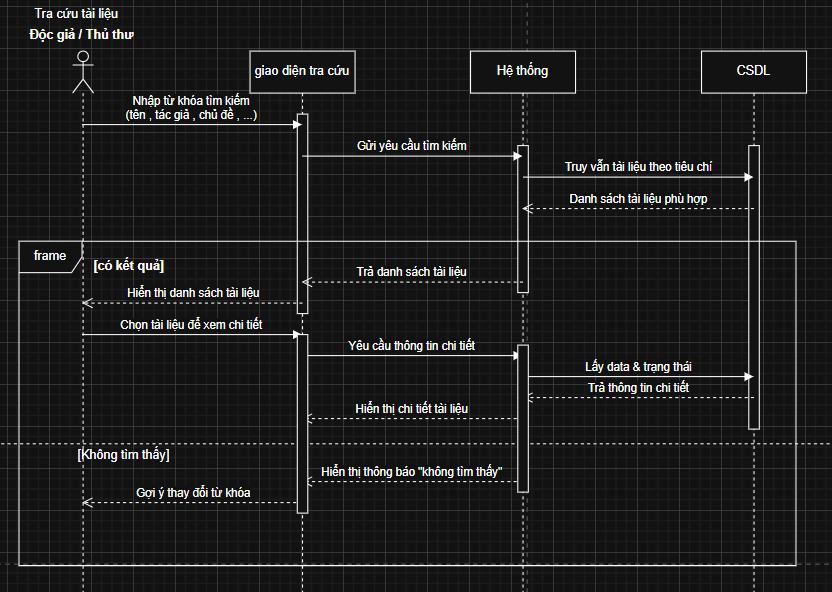 Tra cứu tài liệu
Độc giả / Thủ thư
giao diện tra cứu
Hệ thống
CSDL
Nhập từ khóa tìm kiếm
(tên , tác giả , chủ đề , ...)
Gửi yêu cầu tìm kiếm
Truy vẫn tài liệu theo tiêu chí
Danh sách tài liệu phù hợp
frame
[có kết quả]
Trả danh sách tài liệu
Hiển thị danh sách tài liệu
Chọn tài liệu để xem chi tiết
Yêu cầu thông tin chi tiết
Lấy data & trạng thái
Trả thông tin chi tiết
Hiển thị chi tiết tài liệu
[Không tìm thấy]
Hiển thị thông báo "không tìm thấy"
Gợi ý thay đổi từ khóa